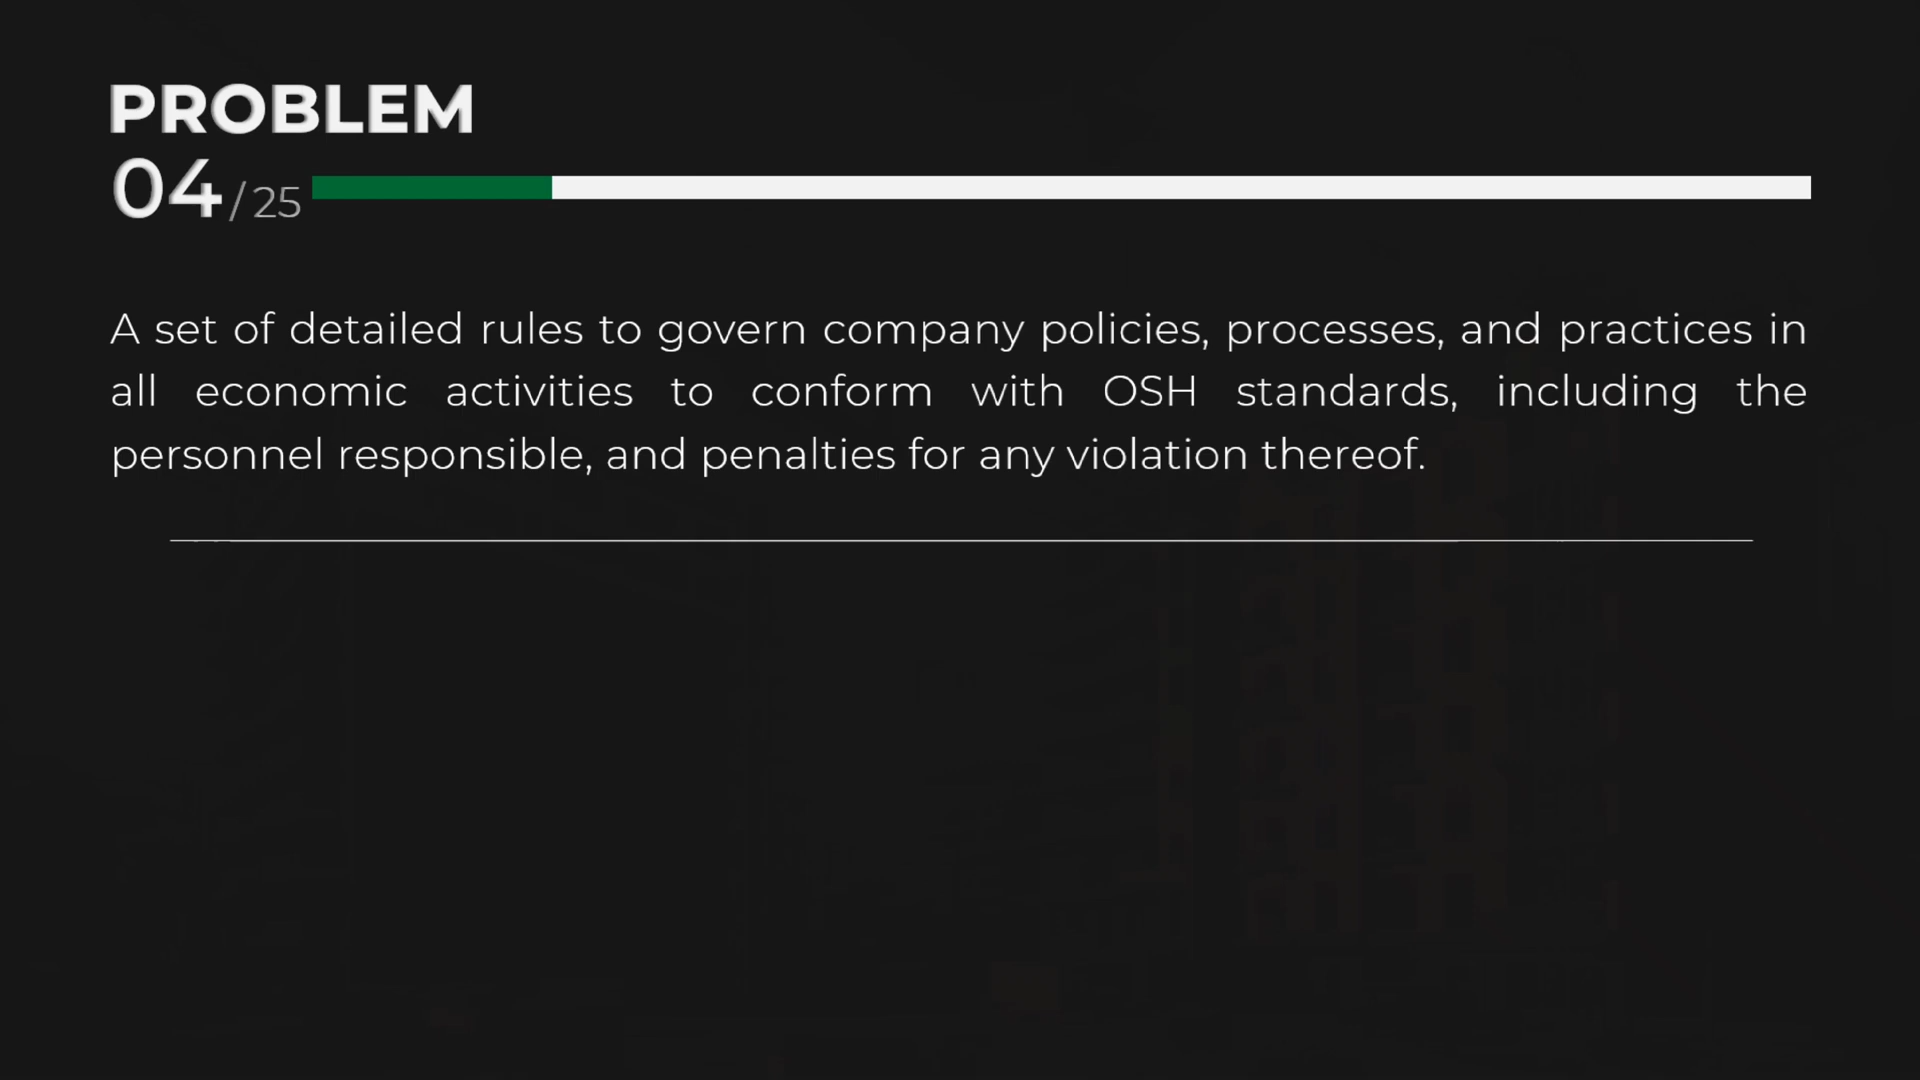 PROBLEM
04/25
A set of detailed rules to govern company policies, processes, and practices in
all economic activities to conform with OSH standards, including the
personnel responsible, and penalties for any violation thereof.